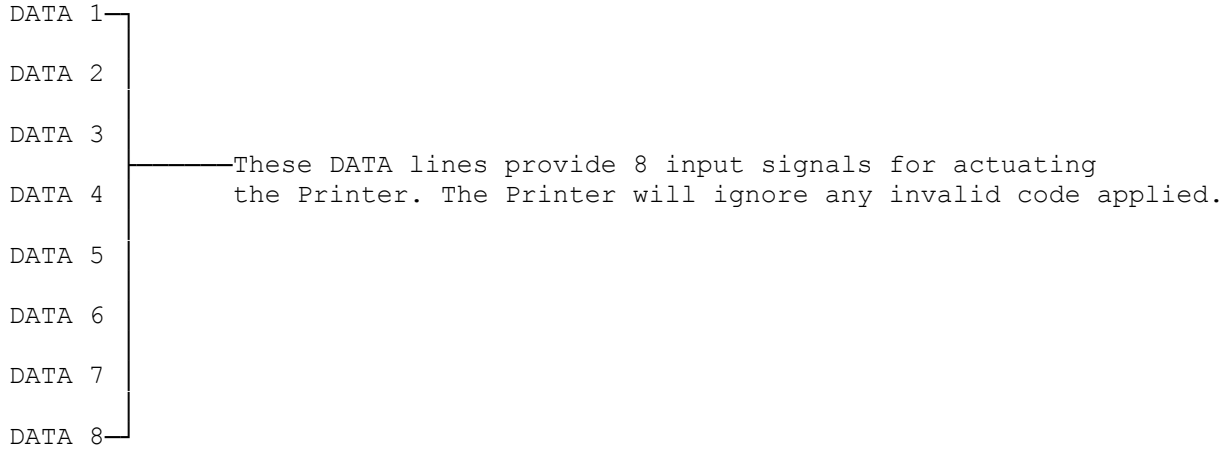 DATA 1
DATA 2
DATA 3
These DATA lines provide 8 input signals for actuating
DATA 4 the Printer. The Printer will ignore any invalid code applied.
DATA 5
DATA 6
DATA 7
DATA 8